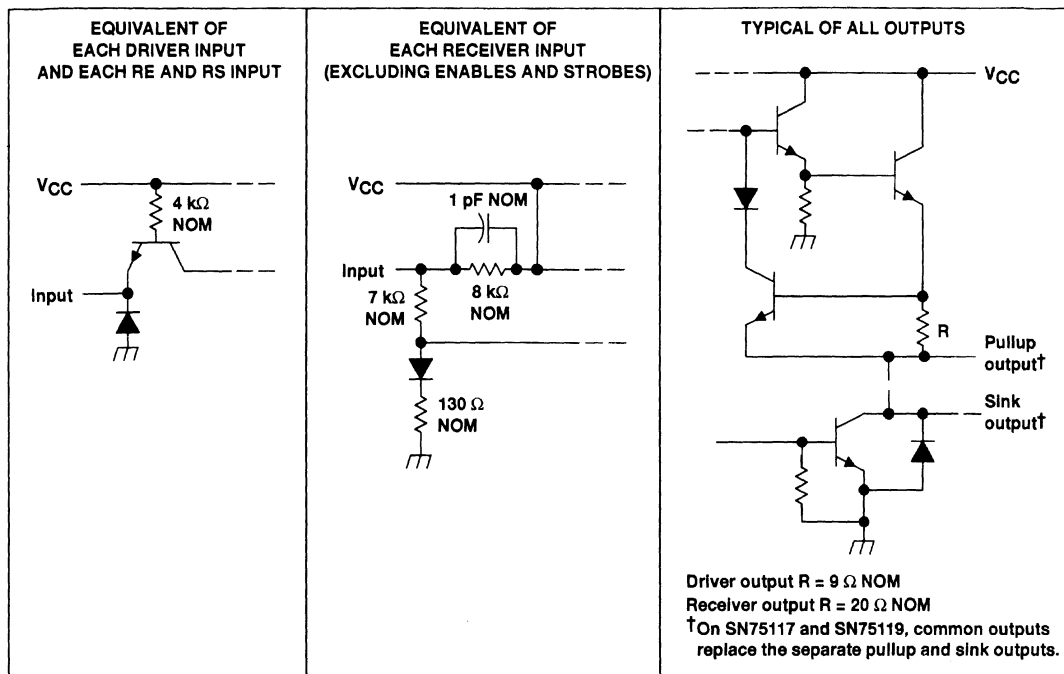 EQUIVALENT OF
EACH DRIVER INPUT
AND EACH RE AND RS INPUT
VCC
4 kΩ
NOM
Input
EQUIVALENT OF
EACH RECEIVER INPUT
(EXCLUDING ENABLES AND STROBES)
VCC
1 pF NOM
Input
7 kΩ
NOM
8 kΩ
NOM
130 Ω
NOM
TYPICAL OF ALL OUTPUTS
VCC
R
Pullup
output†
Sink
output†
Driver output R = 9 Ω NOM
Receiver output R = 20 Ω NOM
†On SN75117 and SN75119, common outputs
replace the separate pullup and sink outputs.